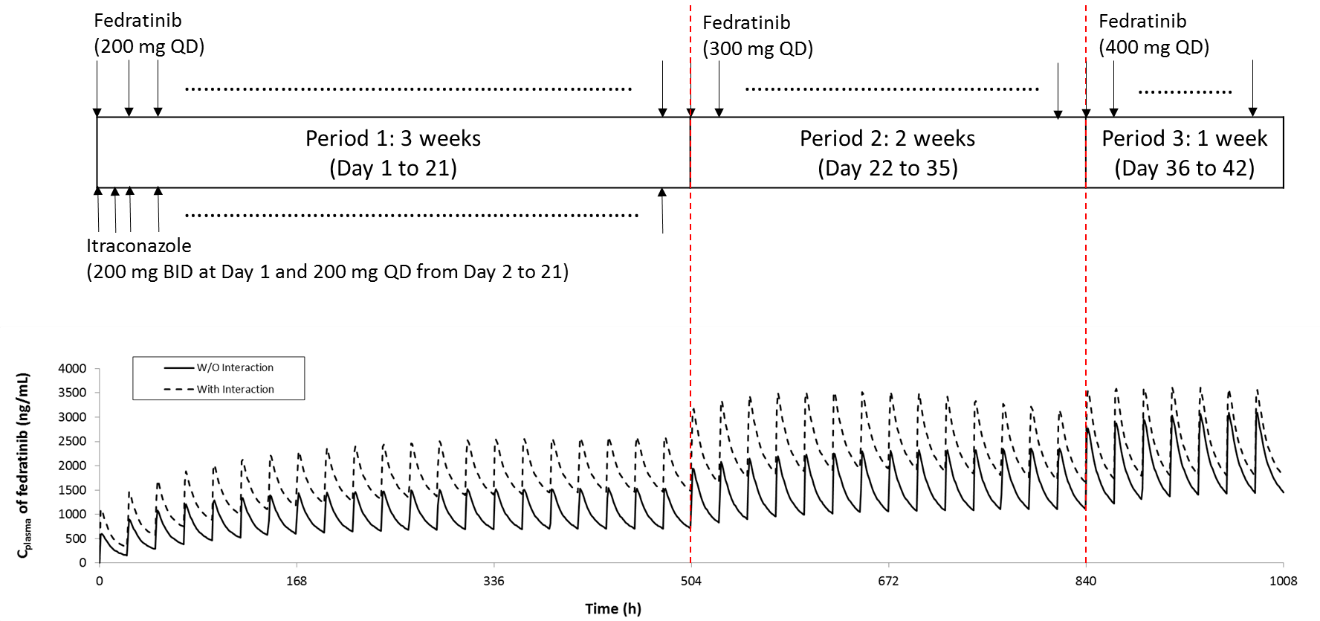 Fedratinib
(200 mg QD)
Fedratinib
(300 mg QD)
Fedratinib
(400 mg QD)
Period 1: 3 weeks
(Day 1 to 21)
Period 2: 2 weeks
(Day 22 to 35)
Period 3: 1 week
(Day 36 to 42)
Itraconazole
(200 mg BID at Day 1 and 200 mg QD from Day 2 to 21)
W/O Interaction
With Interaction
Cplasma of fedratinib (ng/mL)
4000
3500
3000
2500
2000
1500
1000
500
0
0 168 336 504 672 840 1008
Time (h)